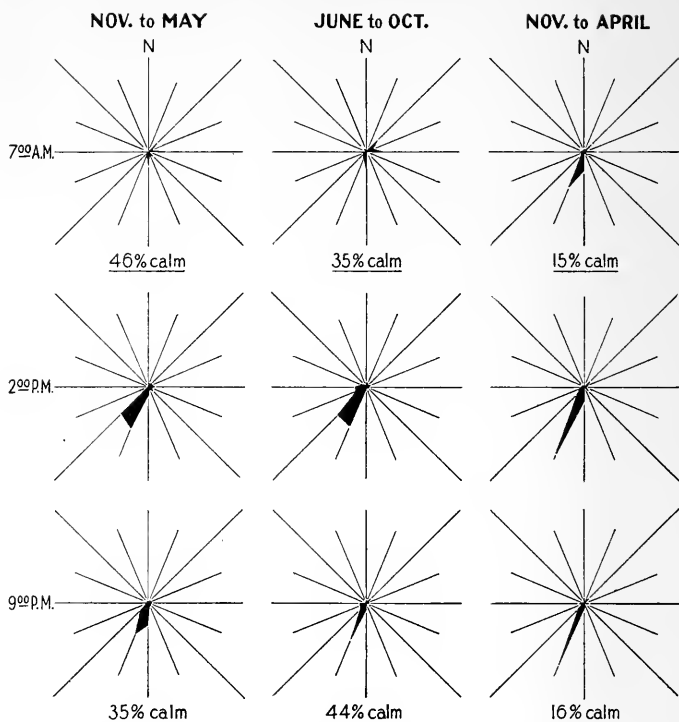 NOV. to MAY JUNE to OCT. NOV. to APRIL
N N N
7⁰⁰ A.M.
46% calm 35% calm 15% calm
2⁰⁰ P.M.
9⁰⁰ P.M.
35% calm 44% calm 16% calm